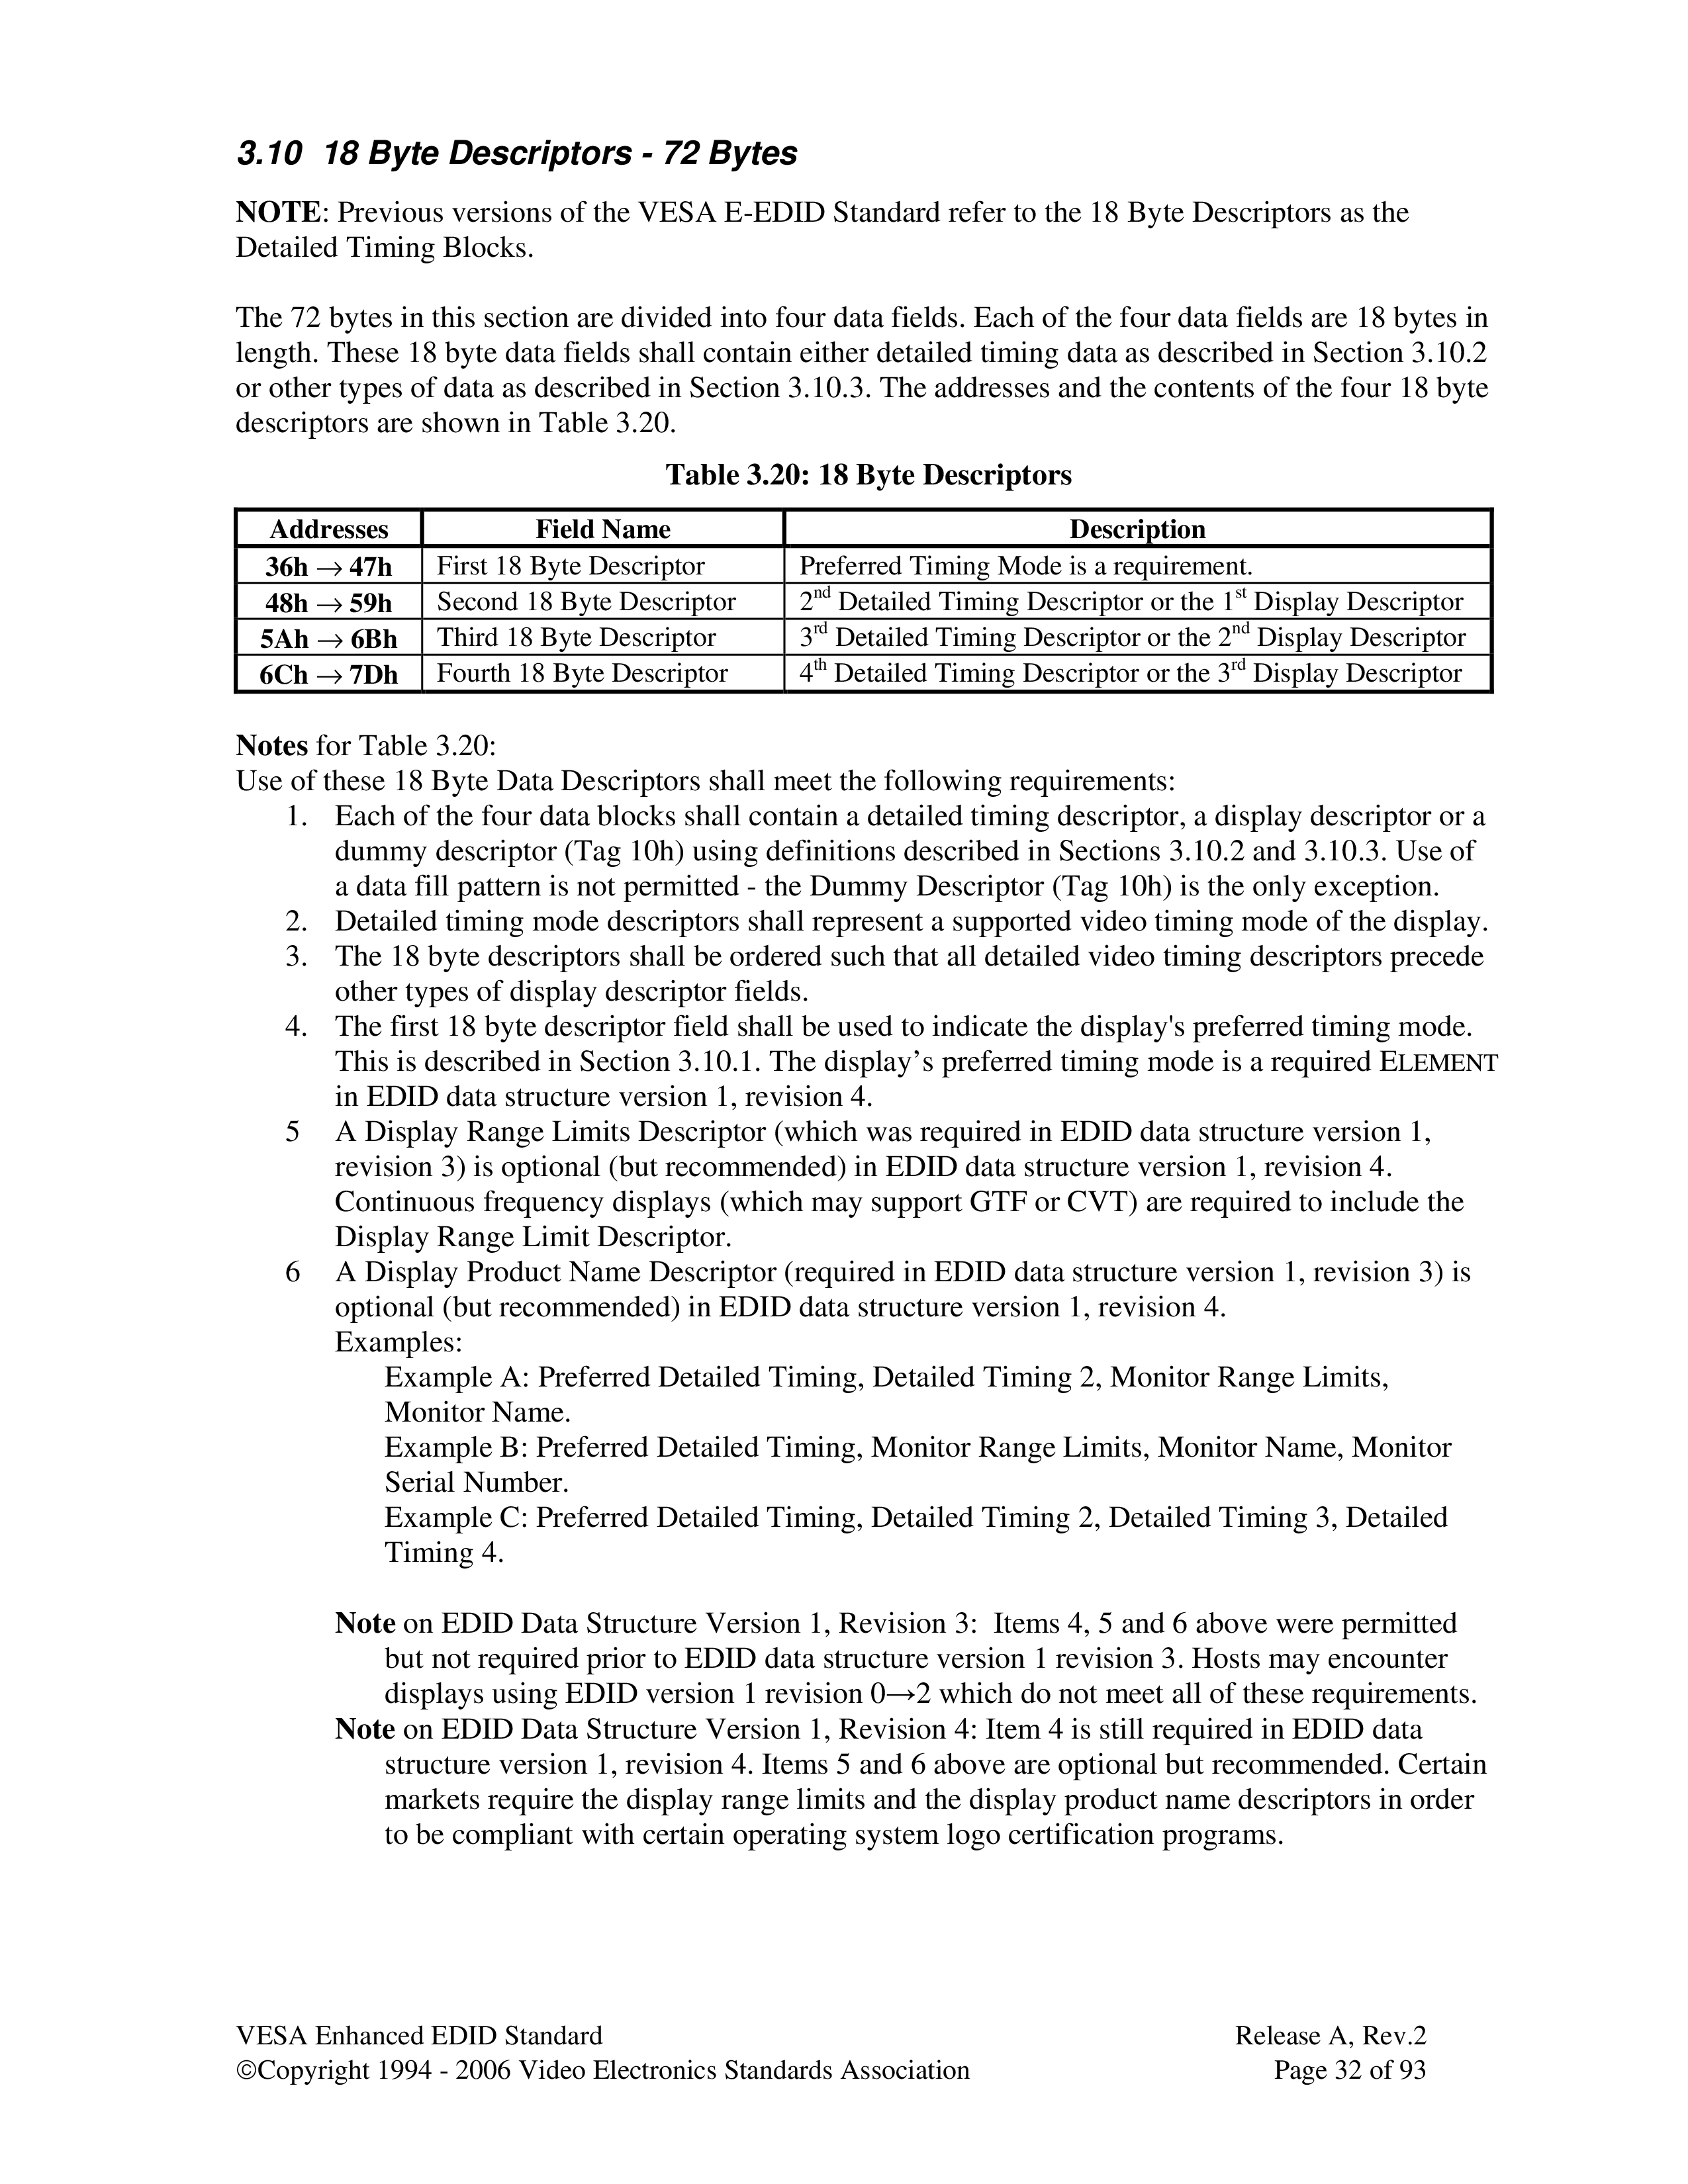 3.10 18 Byte Descriptors - 72 Bytes
NOTE: Previous versions of the VESA E-EDID Standard refer to the 18 Byte Descriptors as the
Detailed Timing Blocks.
The 72 bytes in this section are divided into four data fields. Each of the four data fields are 18 bytes in
length. These 18 byte data fields shall contain either detailed timing data as described in Section 3.10.2
or other types of data as described in Section 3.10.3. The addresses and the contents of the four 18 byte
descriptors are shown in Table 3.20.
Table 3.20: 18 Byte Descriptors
Addresses Field Name Description
36h → 47h First 18 Byte Descriptor Preferred Timing Mode is a requirement.
48h → 59h Second 18 Byte Descriptor 2nd Detailed Timing Descriptor or the 1st Display Descriptor
5Ah → 6Bh Third 18 Byte Descriptor 3rd Detailed Timing Descriptor or the 2nd Display Descriptor
6Ch → 7Dh Fourth 18 Byte Descriptor 4th Detailed Timing Descriptor or the 3rd Display Descriptor
Notes for Table 3.20:
Use of these 18 Byte Data Descriptors shall meet the following requirements:
1. Each of the four data blocks shall contain a detailed timing descriptor, a display descriptor or a
dummy descriptor (Tag 10h) using definitions described in Sections 3.10.2 and 3.10.3. Use of
a data fill pattern is not permitted - the Dummy Descriptor (Tag 10h) is the only exception.
2. Detailed timing mode descriptors shall represent a supported video timing mode of the display.
3. The 18 byte descriptors shall be ordered such that all detailed video timing descriptors precede
other types of display descriptor fields.
4. The first 18 byte descriptor field shall be used to indicate the display's preferred timing mode.
This is described in Section 3.10.1. The display’s preferred timing mode is a required ELEMENT
in EDID data structure version 1, revision 4.
5 A Display Range Limits Descriptor (which was required in EDID data structure version 1,
revision 3) is optional (but recommended) in EDID data structure version 1, revision 4.
Continuous frequency displays (which may support GTF or CVT) are required to include the
Display Range Limit Descriptor.
6 A Display Product Name Descriptor (required in EDID data structure version 1, revision 3) is
optional (but recommended) in EDID data structure version 1, revision 4.
Examples:
Example A: Preferred Detailed Timing, Detailed Timing 2, Monitor Range Limits,
Monitor Name.
Example B: Preferred Detailed Timing, Monitor Range Limits, Monitor Name, Monitor
Serial Number.
Example C: Preferred Detailed Timing, Detailed Timing 2, Detailed Timing 3, Detailed
Timing 4.
Note on EDID Data Structure Version 1, Revision 3: Items 4, 5 and 6 above were permitted
but not required prior to EDID data structure version 1 revision 3. Hosts may encounter
displays using EDID version 1 revision 0→2 which do not meet all of these requirements.
Note on EDID Data Structure Version 1, Revision 4: Item 4 is still required in EDID data
structure version 1, revision 4. Items 5 and 6 above are optional but recommended. Certain
markets require the display range limits and the display product name descriptors in order
to be compliant with certain operating system logo certification programs.
VESA Enhanced EDID Standard Release A, Rev.2
©Copyright 1994 - 2006 Video Electronics Standards Association Page 32 of 93